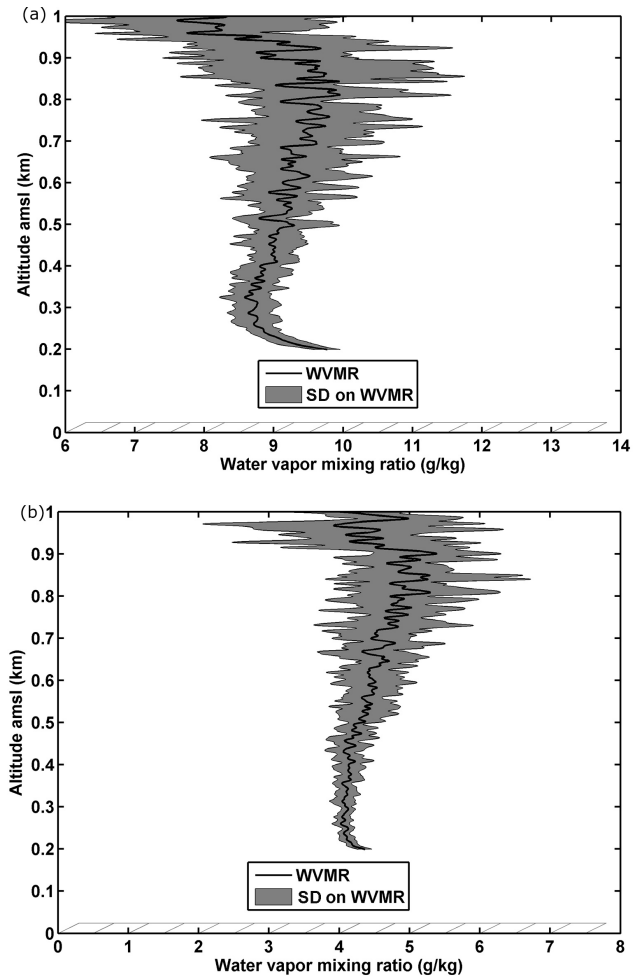 (a)
1
0.9
0.8
0.7
0.6
0.5
0.4
0.3
0.2
0.1
0
Altitude amsl (km)
WVMR
SD on WVMR
6 7 8 9 10 11 12 13 14
Water vapor mixing ratio (g/kg)
(b)
1
0.9
0.8
0.7
0.6
0.5
0.4
0.3
0.2
0.1
0
Altitude amsl (km)
WVMR
SD on WVMR
0 1 2 3 4 5 6 7 8
Water vapor mixing ratio (g/kg)